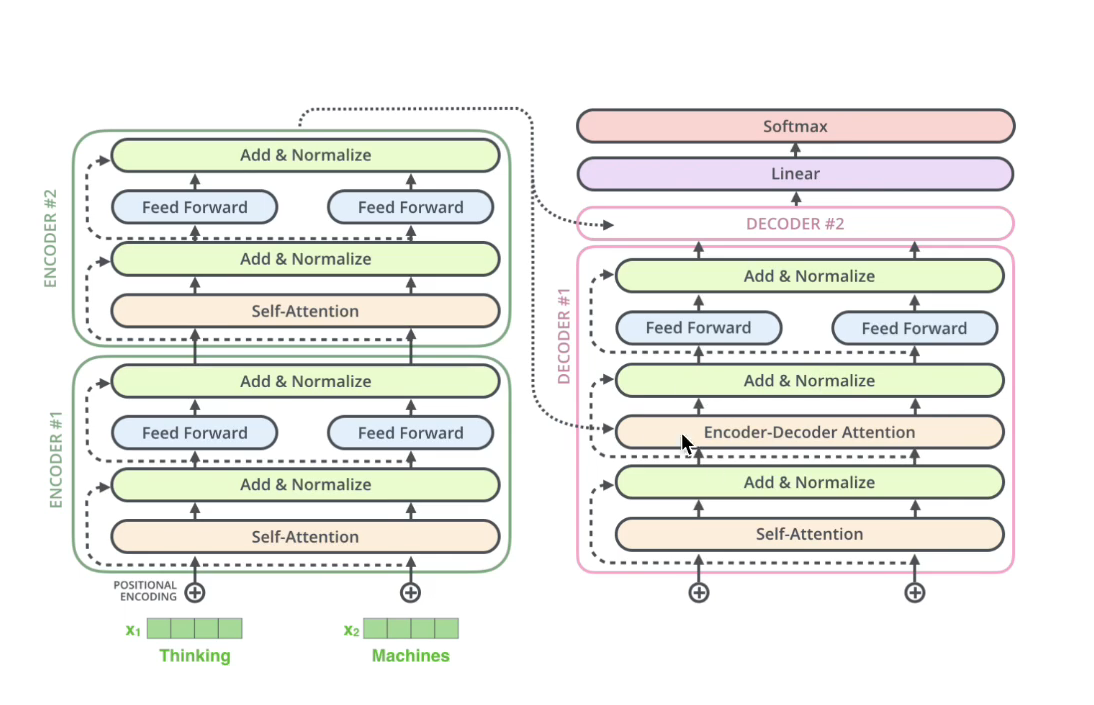 ENCODER #2
Add & Normalize
Feed Forward
Feed Forward
Add & Normalize
Self-Attention
ENCODER #1
Add & Normalize
Feed Forward
Feed Forward
Add & Normalize
Self-Attention
POSITIONAL
ENCODING
x₁
x₂
Thinking
Machines
Softmax
Linear
DECODER #2
DECODER #1
Add & Normalize
Feed Forward
Feed Forward
Add & Normalize
Encoder-Decoder Attention
Add & Normalize
Self-Attention